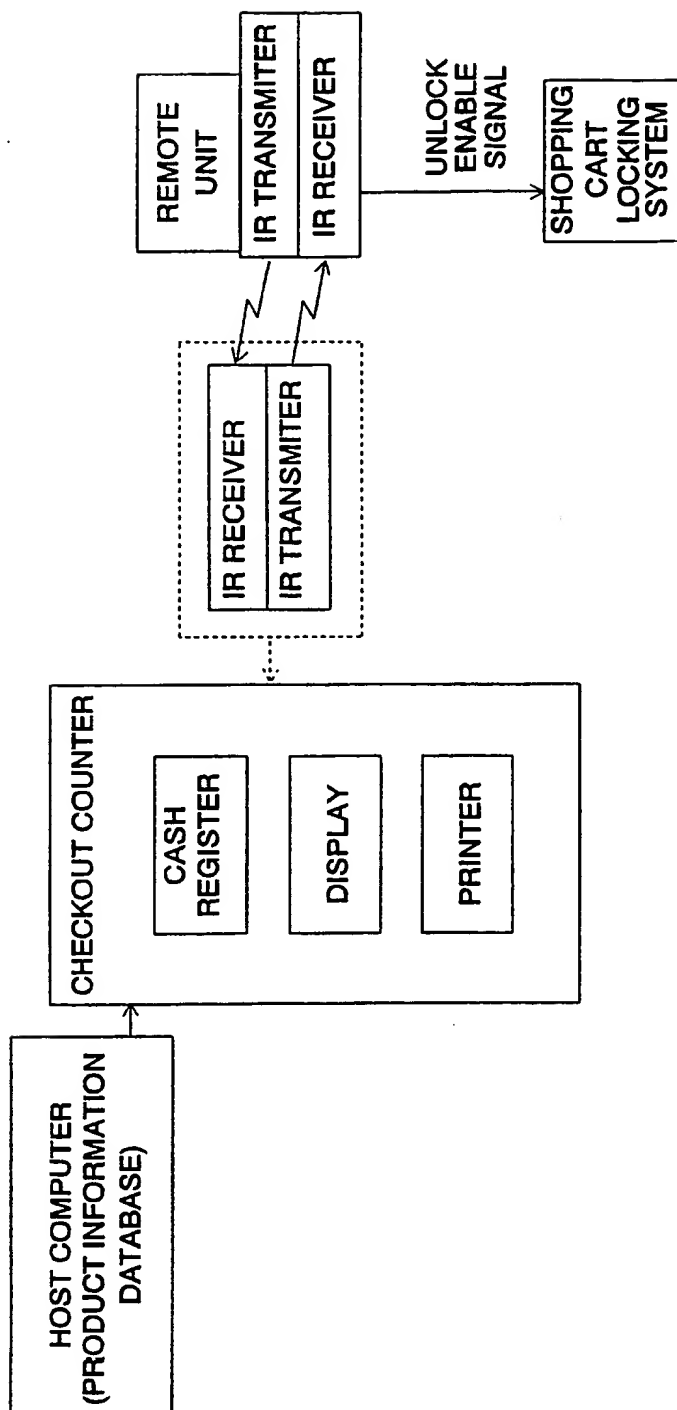 HOST COMPUTER
(PRODUCT INFORMATION
DATABASE)
CHECKOUT COUNTER
CASH
REGISTER
DISPLAY
PRINTER
IR RECEIVER
IR TRANSMITER
REMOTE
UNIT
IR TRANSMITER
IR RECEIVER
UNLOCK
ENABLE
SIGNAL
SHOPPING
CART
LOCKING
SYSTEM